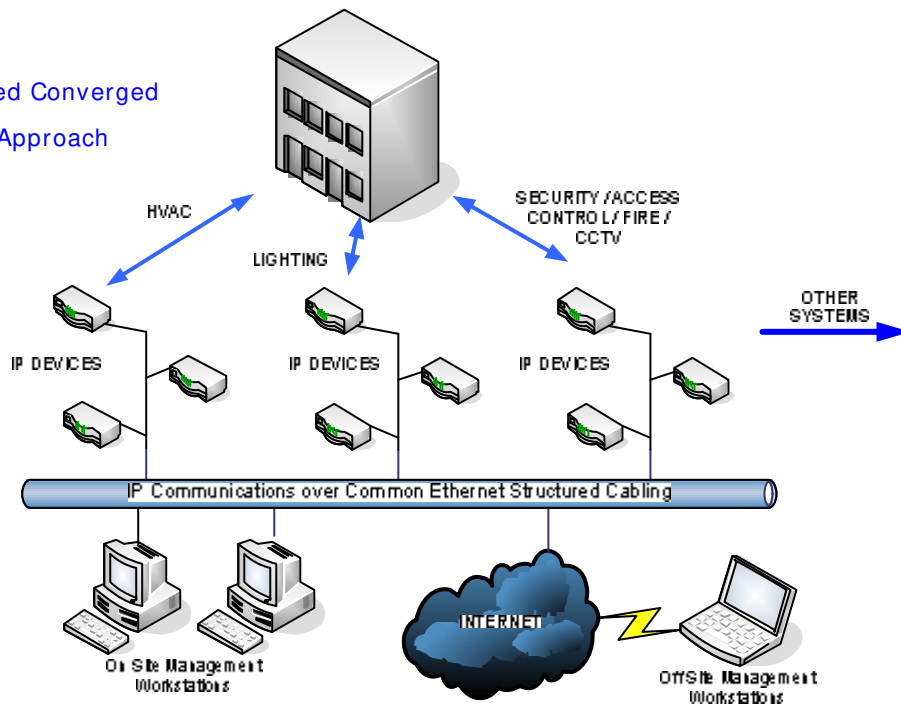 ed Converged
Approach
HVAC
LIGHTING
SECURITY / ACCESS
CONTROL / FIRE /
CCTV
OTHER
SYSTEMS
IP DEVICES
IP DEVICES
IP DEVICES
IP Communications over Common Ethernet Structured Cabling
INTERNET
On Site Management
Workstations
OffSite Management
Workstations